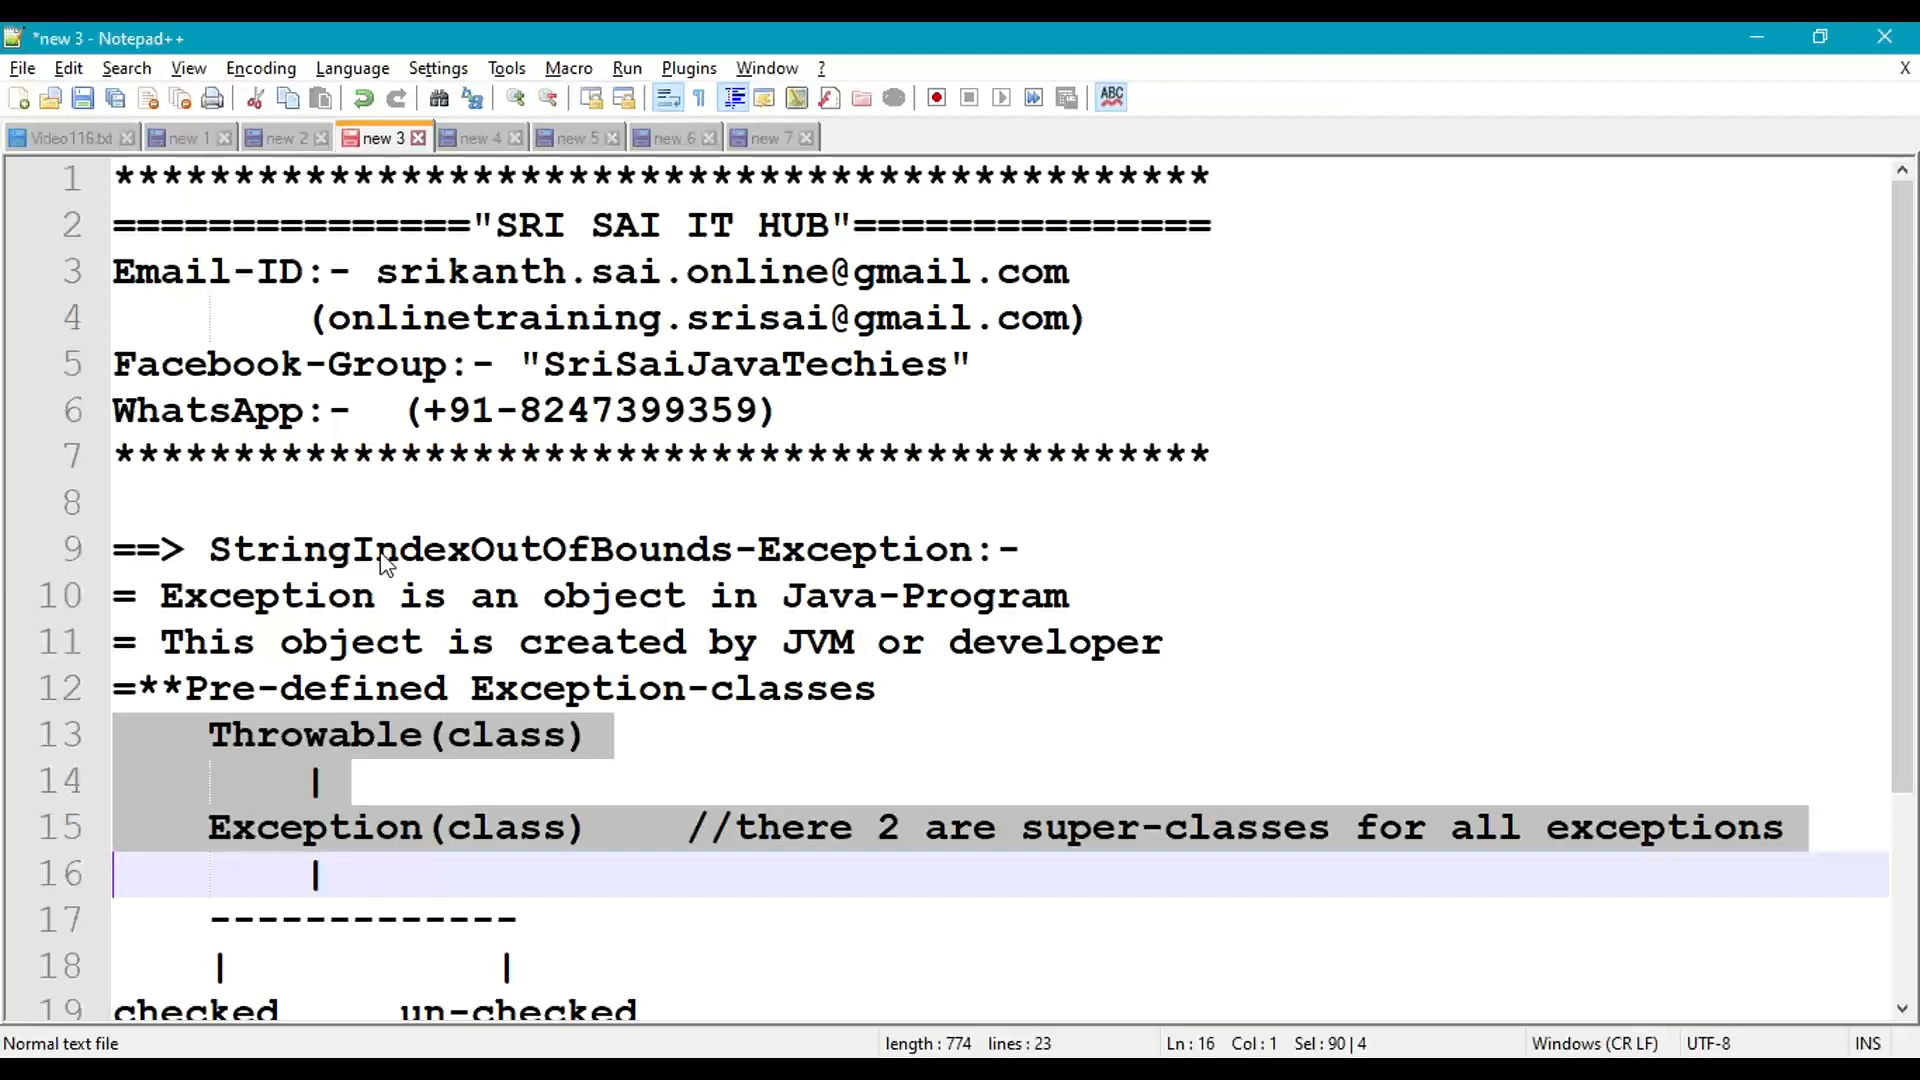 *new 3 - Notepad++
File Edit Search View Encoding Language Settings Tools Macro Run Plugins Window ? X
ABC
Video116.txt new 1 new 2 new 3 new 4 new 5 new 6 new 7
1 **********************************************
2 ==============="SRI SAI IT HUB"===============
3 Email-ID:- srikanth.sai.online@gmail.com
4 (onlinetraining.srisai@gmail.com)
5 Facebook-Group:- "SriSaiJavaTechies"
6 WhatsApp:- (+91-8247399359)
7 **********************************************
8
9 ==> StringIndexOutOfBounds-Exception:-
10 = Exception is an object in Java-Program
11 = This object is created by JVM or developer
12 =**Pre-defined Exception-classes
13 Throwable(class)
14 |
15 Exception(class) //there 2 are super-classes for all exceptions
16 |
17 -------------
18 | |
19 checked un-checked
Normal text file length : 774 lines : 23 Ln : 16 Col : 1 Sel : 90 | 4 Windows (CR LF) UTF-8 INS